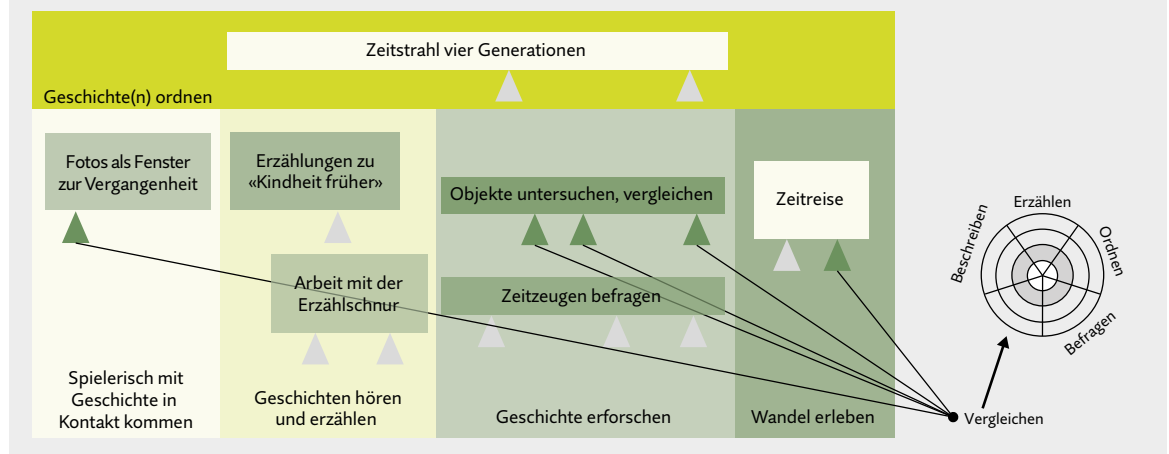 Zeitstrahl vier Generationen
Geschichte(n) ordnen
Fotos als Fenster
zur Vergangenheit
Erzählungen zu
«Kindheit früher»
Objekte untersuchen, vergleichen
Zeitreise
Arbeit mit der
Erzählschnur
Zeitzeugen befragen
Spielerisch mit
Geschichte in
Kontakt kommen
Geschichten hören
und erzählen
Geschichte erforschen
Wandel erleben
Beschreiben
Erzählen
Ordnen
Befragen
Vergleichen